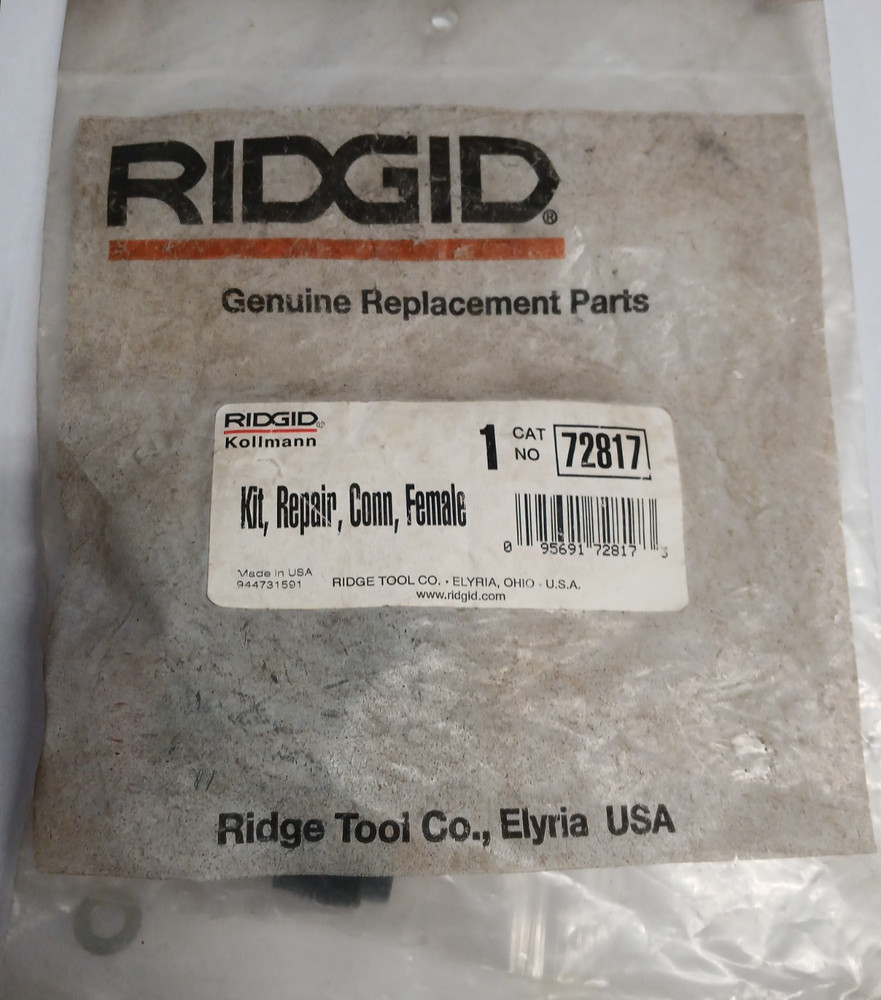 RIDGID®
Genuine Replacement Parts
RIDGID®
Kollmann
1 CAT NO 72817
Kit, Repair, Conn, Female
0 95691 72817 3
Made in USA
944731591
RIDGE TOOL CO. · ELYRIA, OHIO · U.S.A.
www.ridgid.com
Ridge Tool Co., Elyria USA